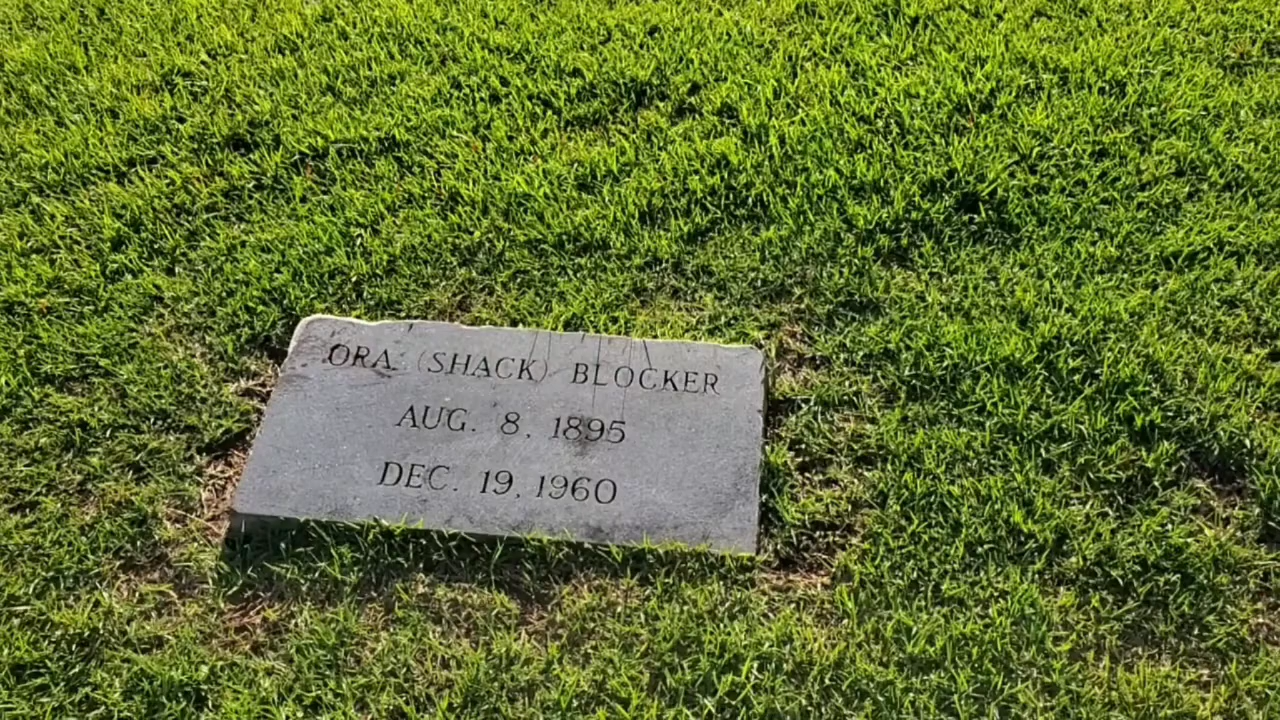 ORA (SHACK) BLOCKER
AUG. 8, 1895
DEC. 19, 1960